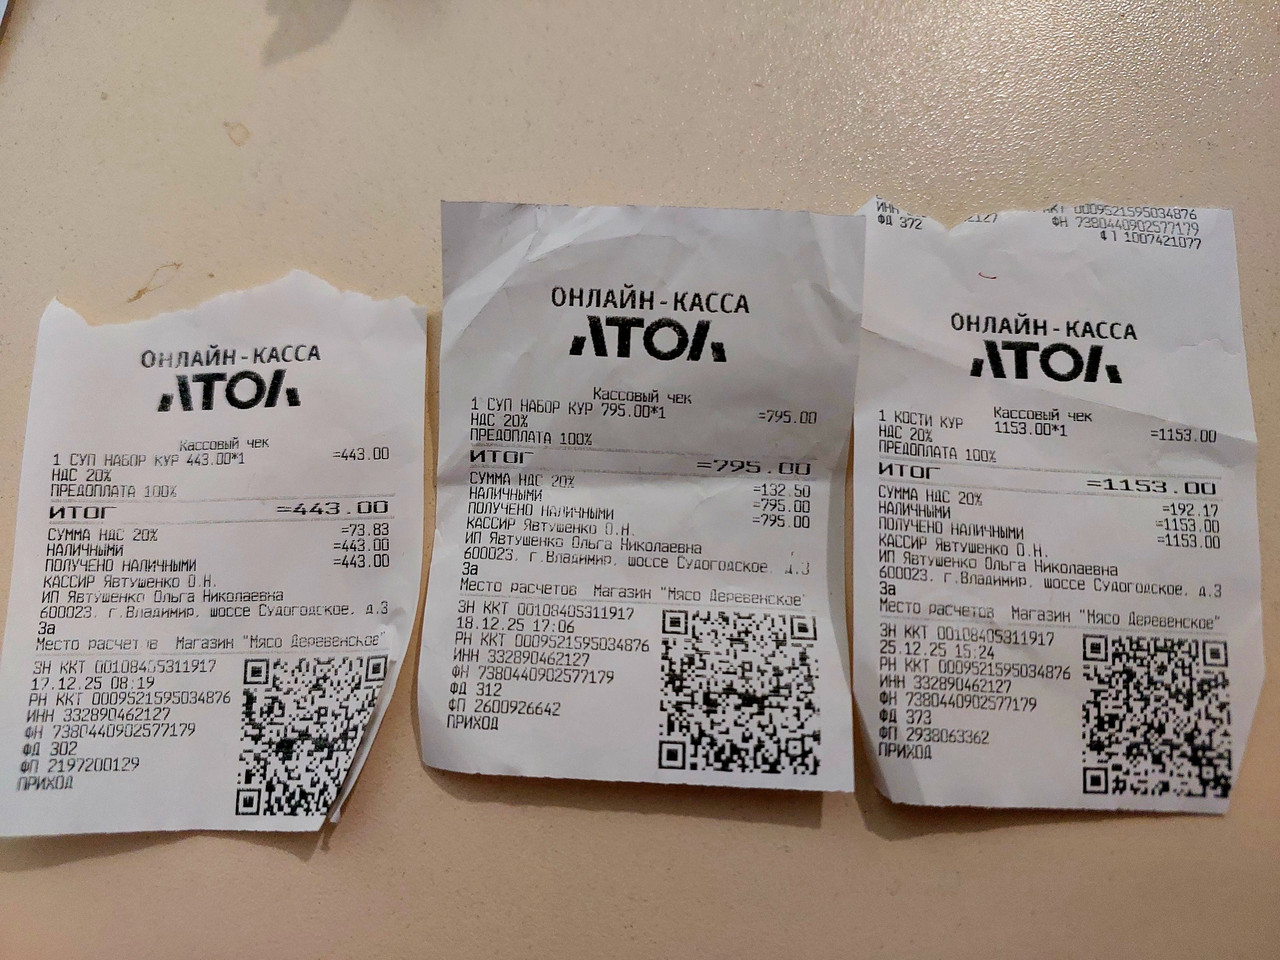 ОНЛАЙН-КАССА
АТОЛ
Кассовый чек
1 СУП НАБОР КУР 443.00*1 =443.00
НДС 20%
ПРЕДОПЛАТА 100%
ИТОГ =443.00
СУММА НДС 20% =73.83
НАЛИЧНЫМИ =443.00
ПОЛУЧЕНО НАЛИЧНЫМИ =443.00
КАССИР Явтушенко О.Н.
ИП Явтушенко Ольга Николаевна
600023, г.Владимир, шоссе Судогодское, д.3
3а
Место расчетов Магазин "Мясо Деревенское"
ЗН ККТ 00108405311917
17.12.25 08:19
РН ККТ 0009521595034876
ИНН 332890462127
ФН 7380440902577179
ФД 302
ФП 2197200129
ПРИХОД
ОНЛАЙН-КАССА
АТОЛ
Кассовый чек
1 СУП НАБОР КУР 795.00*1 =795.00
НДС 20%
ПРЕДОПЛАТА 100%
ИТОГ =795.00
СУММА НДС 20% =132.50
НАЛИЧНЫМИ =795.00
ПОЛУЧЕНО НАЛИЧНЫМИ =795.00
КАССИР Явтушенко О.Н.
ИП Явтушенко Ольга Николаевна
600023, г.Владимир, шоссе Судогодское, д.3
3а
Место расчетов Магазин "Мясо Деревенское"
ЗН ККТ 00108405311917
18.12.25 17:06
РН ККТ 0009521595034876
ИНН 332890462127
ФН 7380440902577179
ФД 312
ФП 2600926642
ПРИХОД
ИНН 2127 ККТ 0009521595034876
ФД 372 ФН 7380440902577179
ФП 1007421077
ОНЛАЙН-КАССА
АТОЛ
Кассовый чек
1 КОСТИ КУР 1153.00*1 =1153.00
НДС 20%
ПРЕДОПЛАТА 100%
ИТОГ =1153.00
СУММА НДС 20% =192.17
НАЛИЧНЫМИ =1153.00
ПОЛУЧЕНО НАЛИЧНЫМИ =1153.00
КАССИР Явтушенко О.Н.
ИП Явтушенко Ольга Николаевна
600023, г.Владимир, шоссе Судогодское, д.3
3а
Место расчетов Магазин "Мясо Деревенское"
ЗН ККТ 00108405311917
25.12.25 15:24
РН ККТ 0009521595034876
ИНН 332890462127
ФН 7380440902577179
ФД 373
ФП 2938063362
ПРИХОД